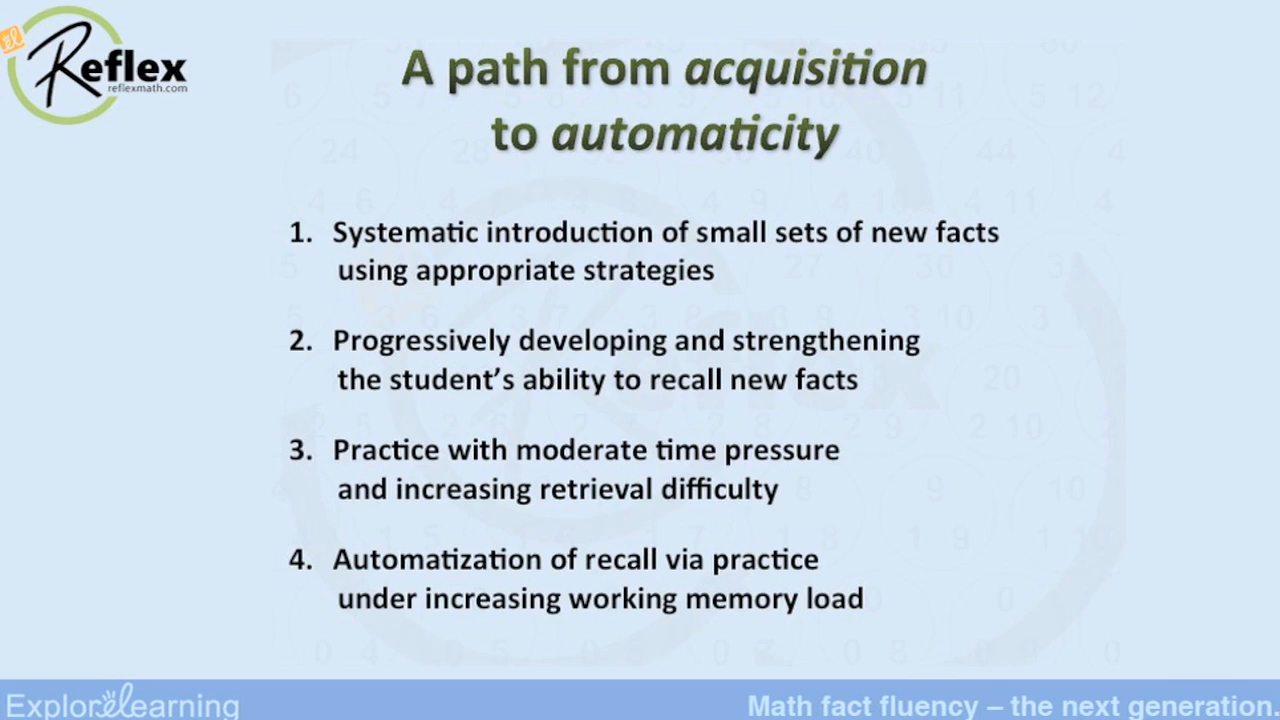 El
Reflex
reflexmath.com
A path from acquisition
to automaticity
1. Systematic introduction of small sets of new facts
using appropriate strategies
2. Progressively developing and strengthening
the student's ability to recall new facts
3. Practice with moderate time pressure
and increasing retrieval difficulty
4. Automatization of recall via practice
under increasing working memory load
ExploreLearning
Math fact fluency – the next generation.